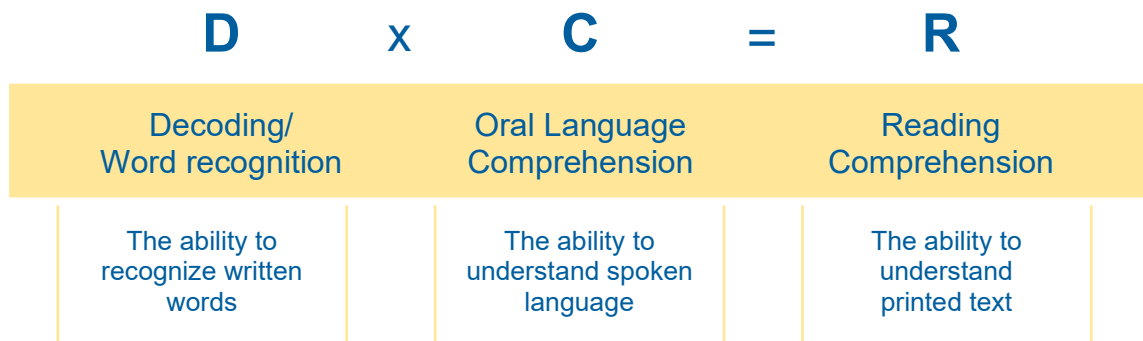 D x C = R
Decoding/
Word recognition
Oral Language
Comprehension
Reading
Comprehension
The ability to
recognize written
words
The ability to
understand spoken
language
The ability to
understand
printed text